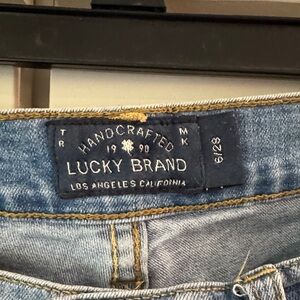 TR MK
HANDCRAFTED
19 90
LUCKY BRAND
LOS ANGELES CALIFORNIA
6/28